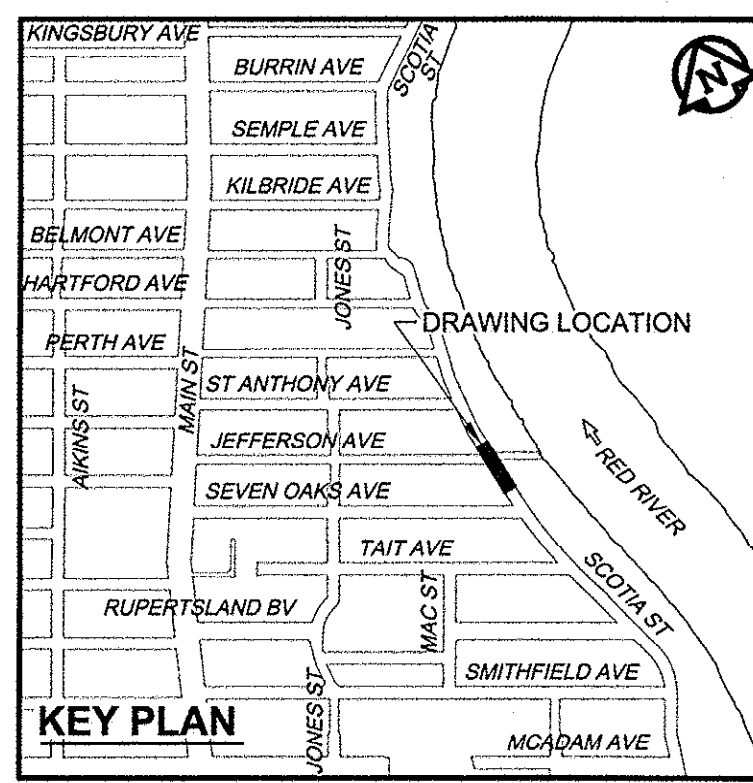 KINGSBURY AVE
BURRIN AVE
SCOTIA
ST
N
SEMPLE AVE
KILBRIDE AVE
BELMONT AVE
JONES ST
HARTFORD AVE
DRAWING LOCATION
PERTH AVE
MAIN ST
ST ANTHONY AVE
AIKINS ST
JEFFERSON AVE
RED RIVER
SEVEN OAKS AVE
TAIT AVE
SCOTIA ST
MAC ST
RUPERTSLAND BV
SMITHFIELD AVE
JONES ST
KEY PLAN
MCADAM AVE